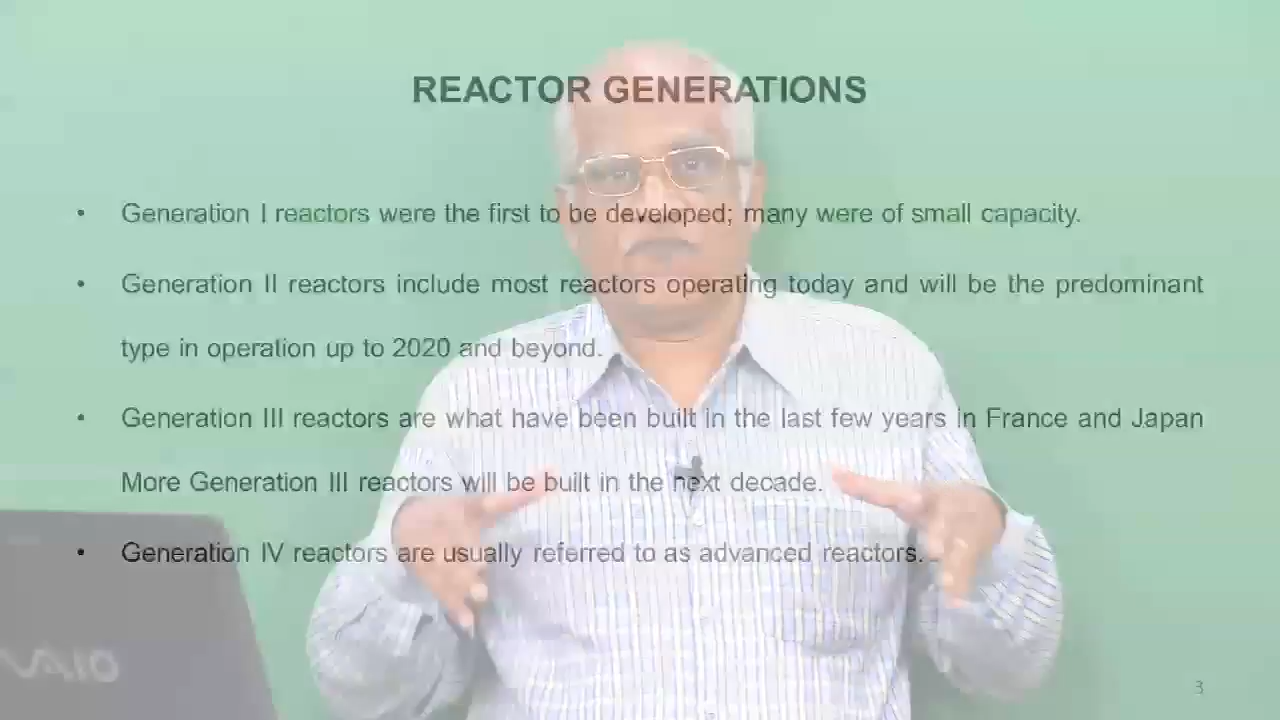 REACTOR GENERATIONS
• Generation I reactors were the first to be developed; many were of small capacity.
• Generation II reactors include most reactors operating today and will be the predominant
type in operation up to 2020 and beyond.
• Generation III reactors are what have been built in the last few years in France and Japan
More Generation III reactors will be built in the next decade.
• Generation IV reactors are usually referred to as advanced reactors.
VAIO
3